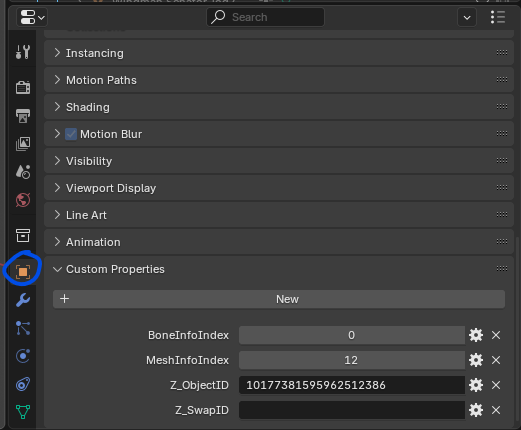 Search
Instancing
Motion Paths
Shading
Motion Blur
Visibility
Viewport Display
Line Art
Animation
Custom Properties
+ New
BoneInfoIndex 0
MeshInfoIndex 12
Z_ObjectID 10177381595962512386
Z_SwapID